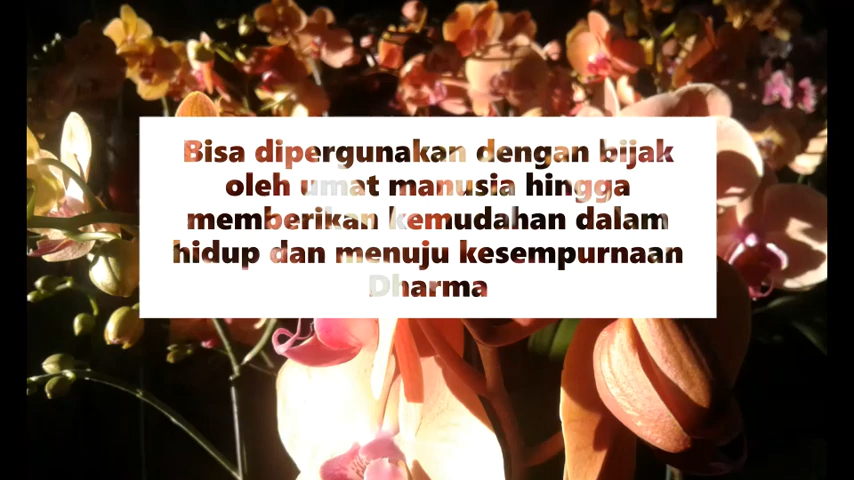 Bisa dipergunakan dengan bijak
oleh umat manusia hingga
memberikan kemudahan dalam
hidup dan menuju kesempurnaan
Dharma